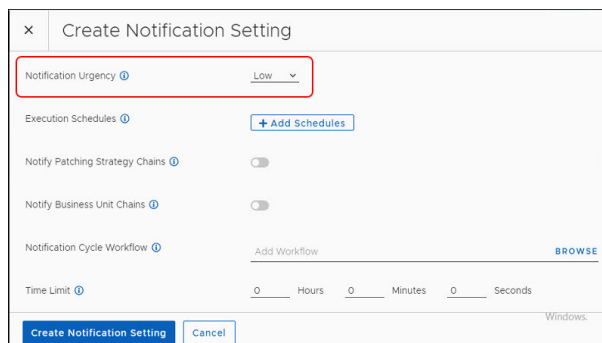 × Create Notification Setting
Notification Urgency Low
Execution Schedules + Add Schedules
Notify Patching Strategy Chains
Notify Business Unit Chains
Notification Cycle Workflow Add Workflow BROWSE
Time Limit 0 Hours 0 Minutes 0 Seconds
Windows.
Create Notification Setting Cancel